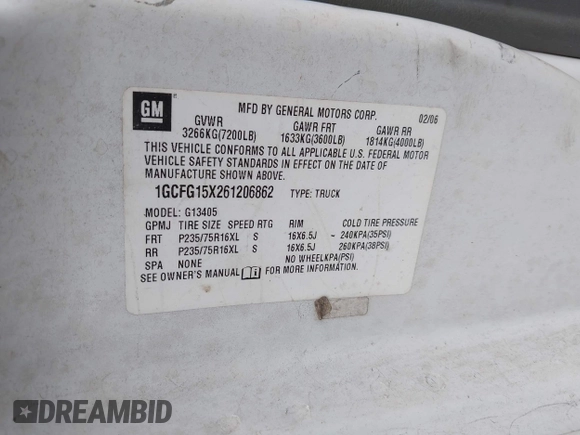 GM
MFD BY GENERAL MOTORS CORP. 02/06
GVWR GAWR FRT GAWR RR
3266KG(7200LB) 1633KG(3600LB) 1814KG(4000LB)
THIS VEHICLE CONFORMS TO ALL APPLICABLE U.S. FEDERAL MOTOR
VEHICLE SAFETY STANDARDS IN EFFECT ON THE DATE OF
MANUFACTURE SHOWN ABOVE.
1GCFG15X261206862 TYPE: TRUCK
MODEL: G13405
GPMJ TIRE SIZE SPEED RTG RIM COLD TIRE PRESSURE
FRT P235/75R16XL S 16X6.5J - 240KPA(35PSI)
RR P235/75R16XL S 16X6.5J 260KPA(38PSI)
SPA NONE NO WHEELKPA(PSI)
SEE OWNER'S MANUAL FOR MORE INFORMATION.
DREAMBID